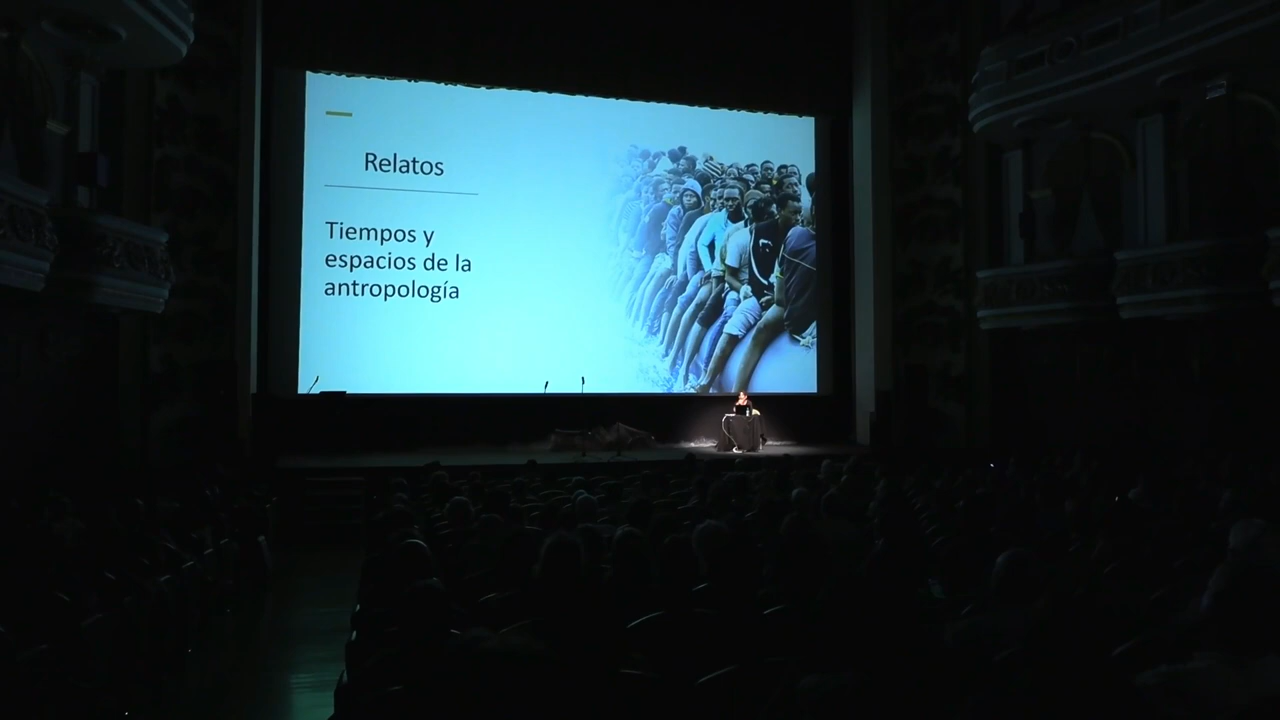 Relatos
Tiempos y
espacios de la
antropología